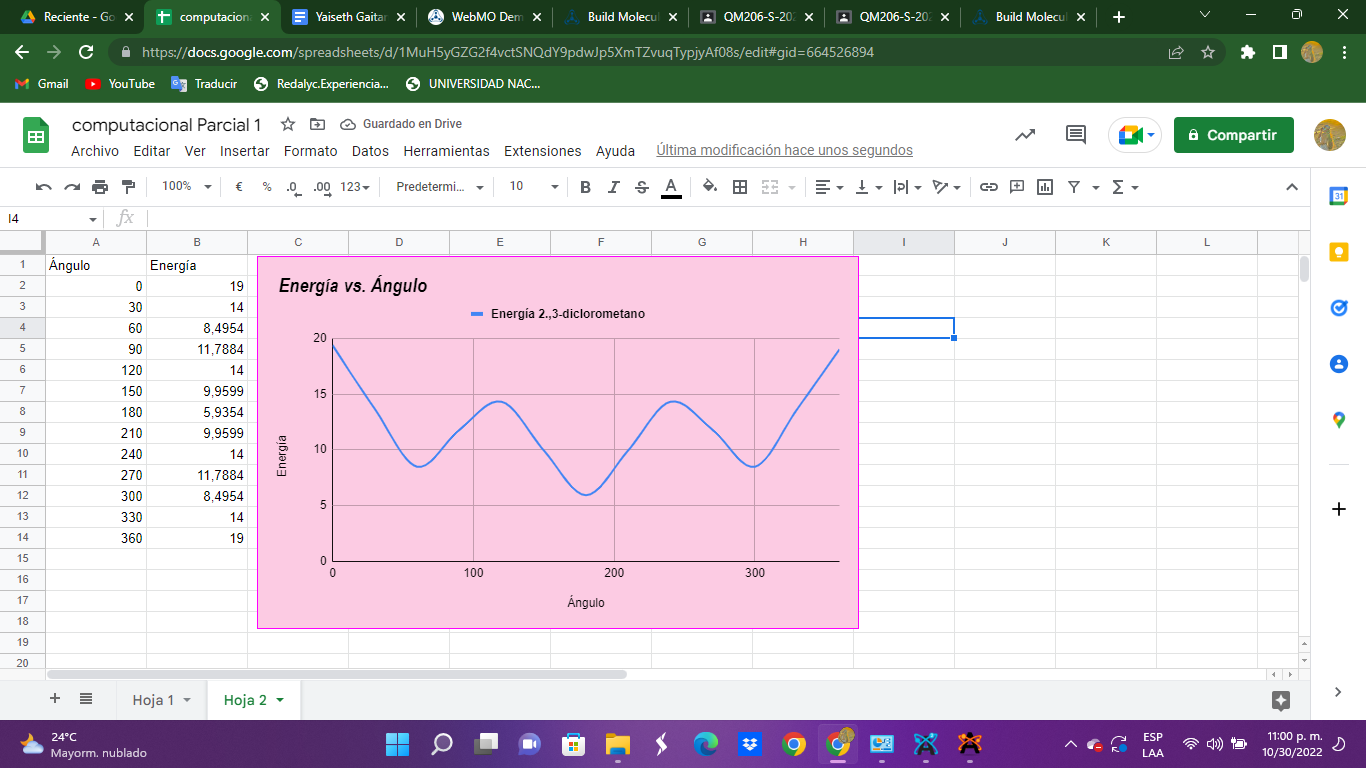 Reciente - Go
computaciona
Yaiseth Gaitar
WebMO Dem
Build Molecul
QM206-S-202
QM206-S-202
Build Molecul
https://docs.google.com/spreadsheets/d/1MuH5yGZG2f4vctSNQdY9pdwJp5XmTZvuqTypjyAf08s/edit#gid=664526894
Gmail YouTube Traducir Redalyc.Experiencia... UNIVERSIDAD NAC...
computacional Parcial 1 Guardado en Drive
Archivo Editar Ver Insertar Formato Datos Herramientas Extensiones Ayuda Última modificación hace unos segundos
Compartir
100% € % .0 .00 123 Predetermi... 10 B I S A
I4 fx
A B C D E F G H I J K L
1 Ángulo Energía
2 0 19
3 30 14
4 60 8,4954
5 90 11,7884
6 120 14
7 150 9,9599
8 180 5,9354
9 210 9,9599
10 240 14
11 270 11,7884
12 300 8,4954
13 330 14
14 360 19
15
16
17
18
19
20
Energía vs. Ángulo
Energía 2.,3-diclorometano
20
15
10
5
0
Energía
0 100 200 300
Ángulo
31
Hoja 1 Hoja 2
24°C
Mayorm. nublado
ESP
LAA
11:00 p. m.
10/30/2022